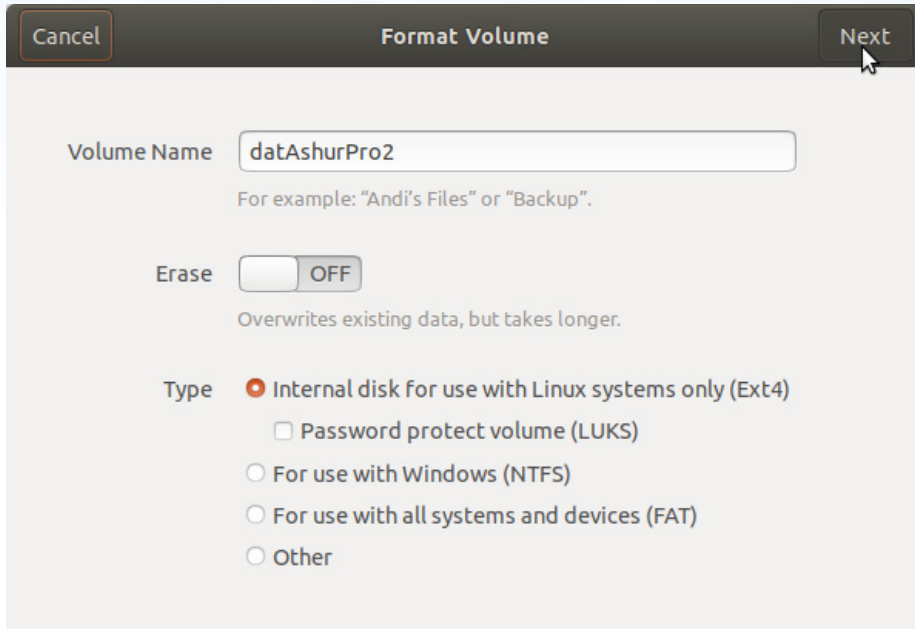 Cancel
Format Volume
Next
Volume Name
datAshurPro2
For example: “Andi’s Files” or “Backup”.
Erase
OFF
Overwrites existing data, but takes longer.
Type
Internal disk for use with Linux systems only (Ext4)
Password protect volume (LUKS)
For use with Windows (NTFS)
For use with all systems and devices (FAT)
Other